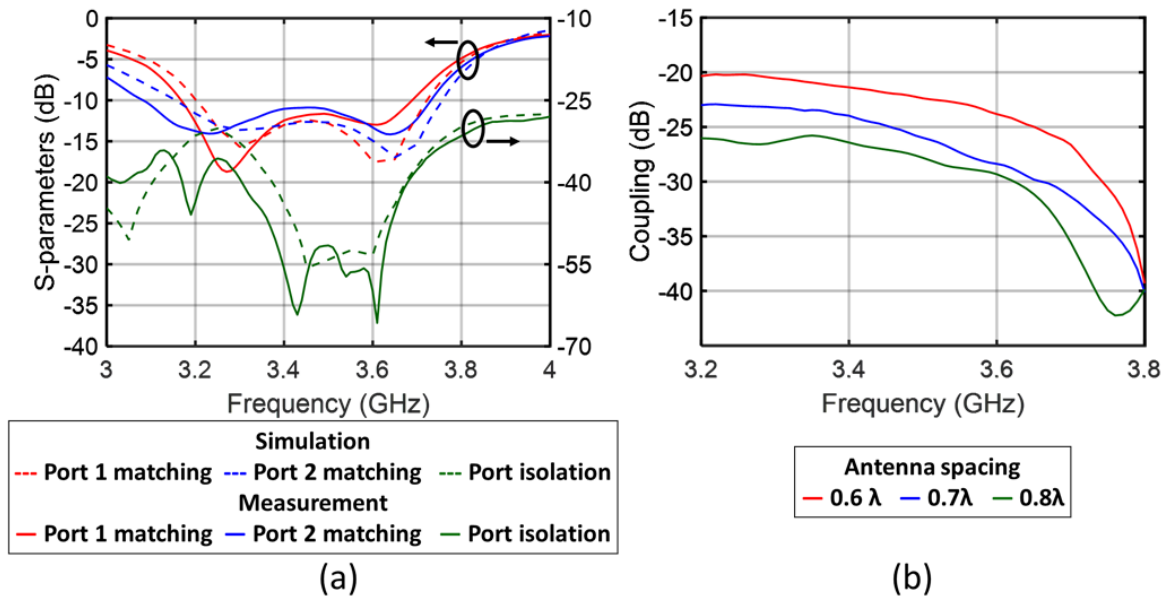 0
-5
-10
-15
-20
-25
-30
-35
-40
S-parameters (dB)
-10
-25
-40
-55
-70
3
3.2
3.4
3.6
3.8
4
Frequency (GHz)
Simulation
Port 1 matching
Port 2 matching
Port isolation
Measurement
Port 1 matching
Port 2 matching
Port isolation
(a)
-15
-20
-25
-30
-35
-40
Coupling (dB)
3.2
3.4
3.6
3.8
Frequency (GHz)
Antenna spacing
0.6 λ
0.7λ
0.8λ
(b)